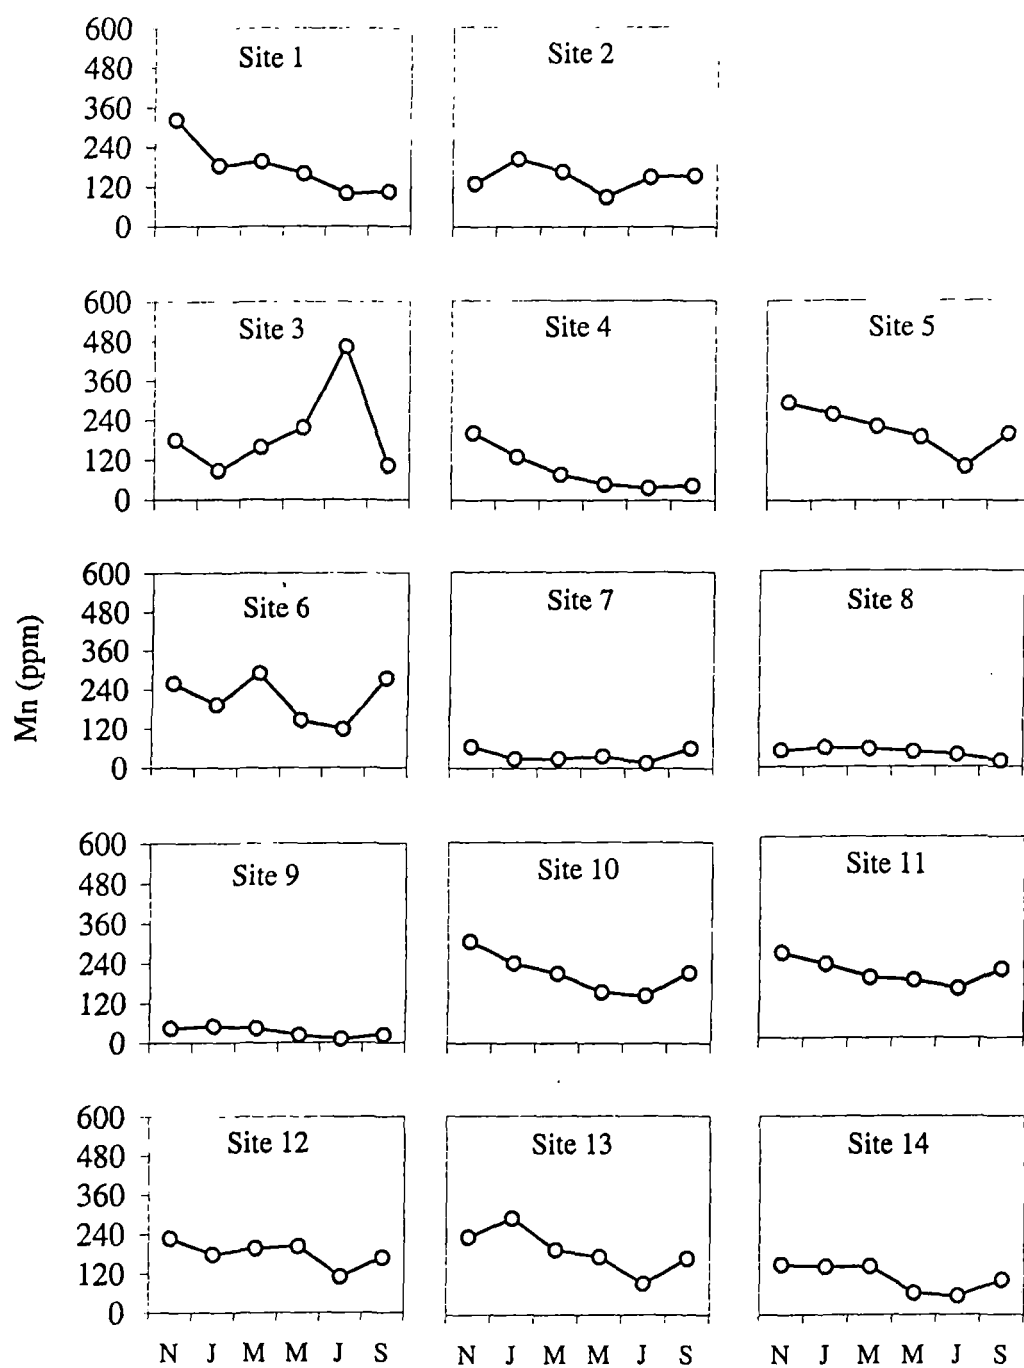 600
480
360
240
120
0
Site 1
Site 2
600
480
360
240
120
0
Site 3
Site 4
Site 5
Mn (ppm)
600
480
360
240
120
0
Site 6
Site 7
Site 8
600
480
360
240
120
0
Site 9
Site 10
Site 11
600
480
360
240
120
0
Site 12
Site 13
Site 14
N J M M J S
N J M M J S
N J M M J S